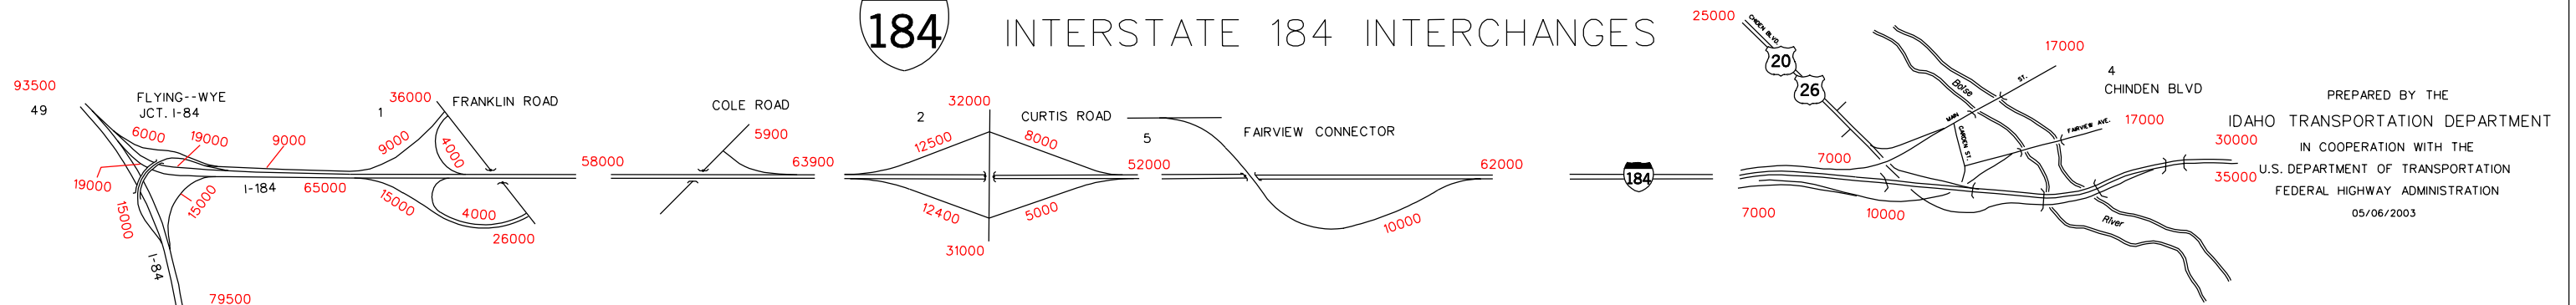 184
INTERSTATE 184 INTERCHANGES
93500
49
FLYING--WYE
JCT. I-84
6000
19000
9000
19000
15000
15000
I-184
65000
I-84
79500
1
36000
FRANKLIN ROAD
9000
4000
15000
4000
26000
58000
COLE ROAD
5900
63900
2
32000
CURTIS ROAD
12500
8000
12400
5000
31000
52000
5
FAIRVIEW CONNECTOR
62000
10000
184
25000
CHIDEN BLVD.
20
26
Boise
MAIN
ST.
17000
4
CHINDEN BLVD
GARDEN ST.
FAIRVIEW AVE.
17000
7000
7000
10000
River
30000
35000
PREPARED BY THE
IDAHO TRANSPORTATION DEPARTMENT
IN COOPERATION WITH THE
U.S. DEPARTMENT OF TRANSPORTATION
FEDERAL HIGHWAY ADMINISTRATION
05/06/2003